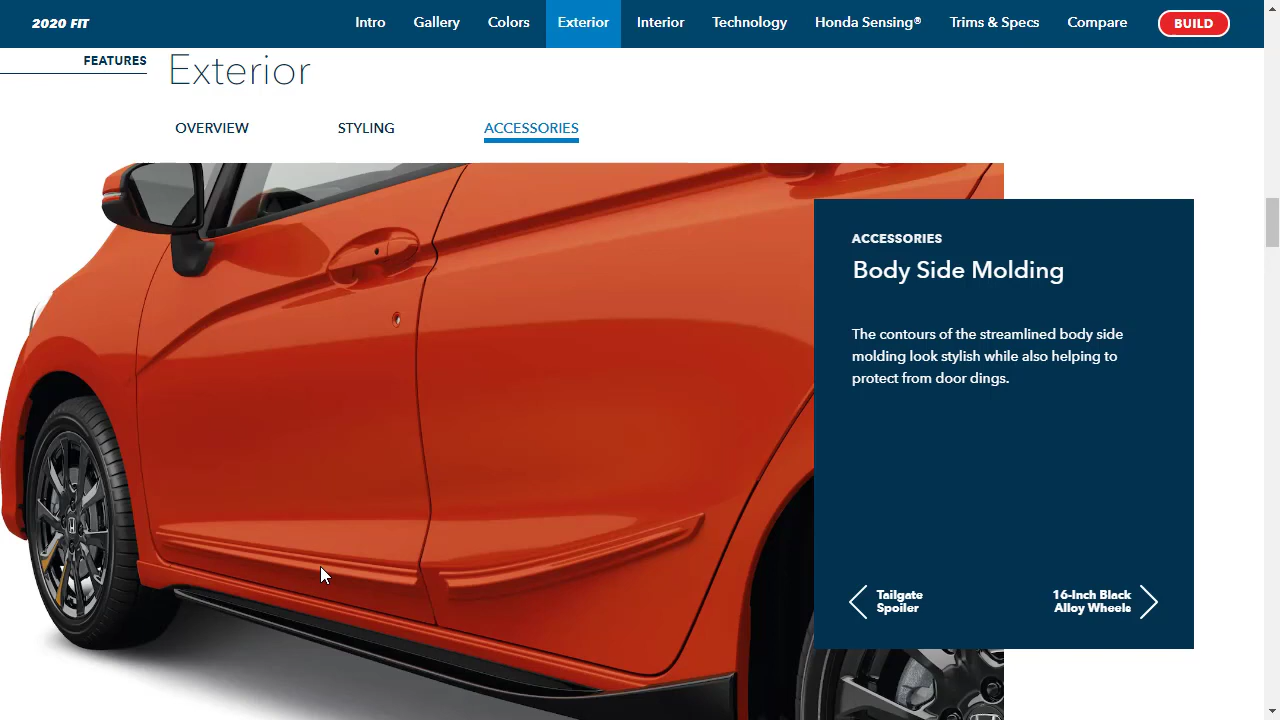 2020 FIT
Intro
Gallery
Colors
Exterior
Interior
Technology
Honda Sensing®
Trims & Specs
Compare
BUILD
FEATURES
Exterior
OVERVIEW
STYLING
ACCESSORIES
ACCESSORIES
Body Side Molding
The contours of the streamlined body side
molding look stylish while also helping to
protect from door dings.
Tailgate
Spoiler
16-Inch Black
Alloy Wheels